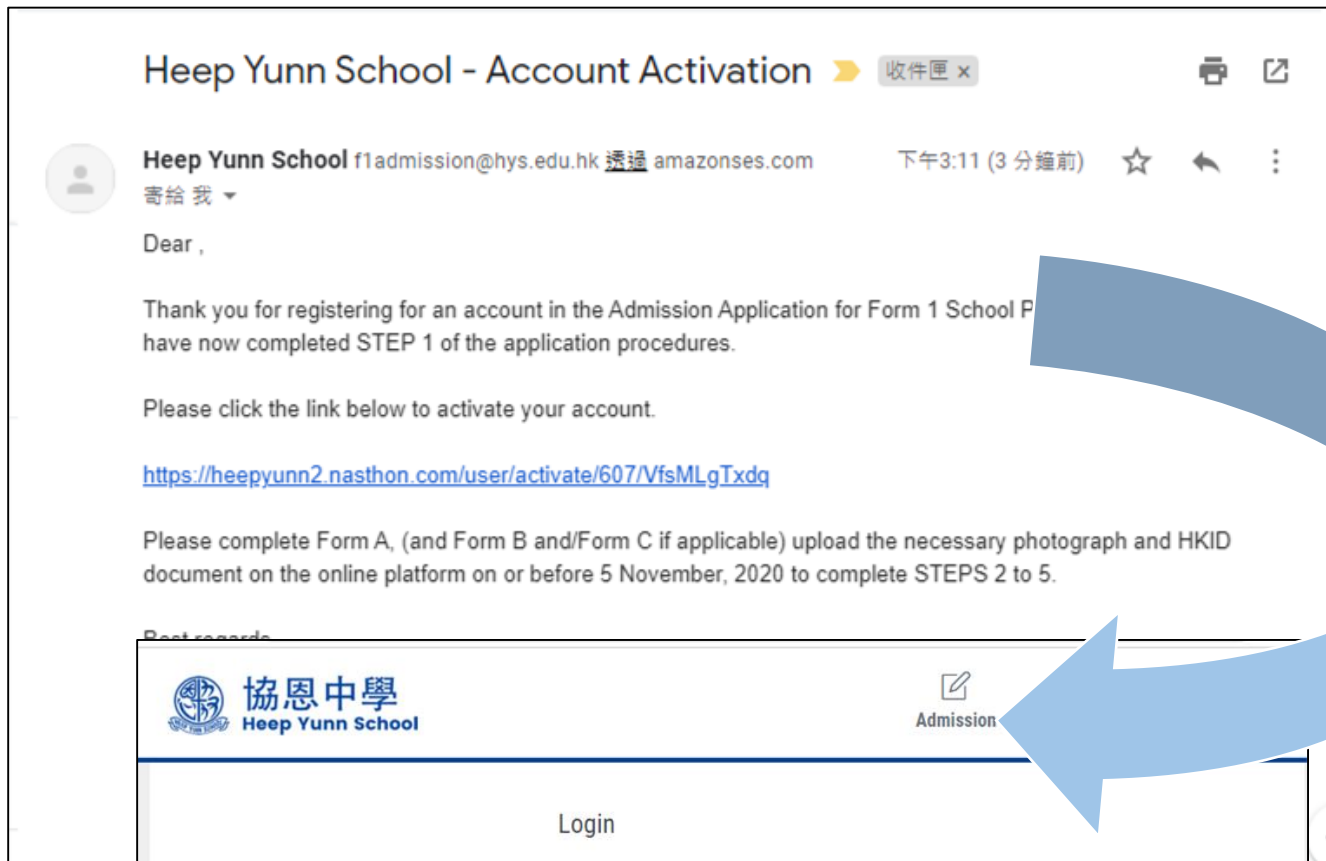 Heep Yunn School - Account Activation 收件匣 x
Heep Yunn School f1admission@hys.edu.hk 透過 amazonses.com 下午3:11 (3 分鐘前)
寄給 我
Dear ,
Thank you for registering for an account in the Admission Application for Form 1 School
have now completed STEP 1 of the application procedures.
Please click the link below to activate your account.
https://heepyunn2.nasthon.com/user/activate/607/VfsMLgTxdq
Please complete Form A, (and Form B and/Form C if applicable) upload the necessary photograph and HKID
document on the online platform on or before 5 November, 2020 to complete STEPS 2 to 5.
Best regards
協恩中學
Heep Yunn School
Admission
Login